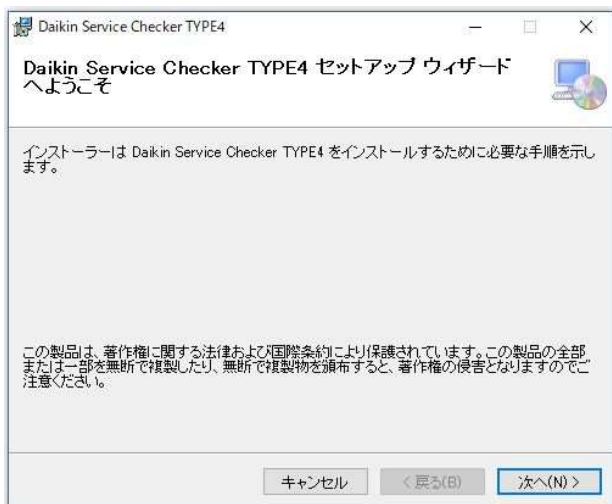 Daikin Service Checker TYPE4
Daikin Service Checker TYPE4 セットアップ ウィザード
へようこそ
インストーラーは Daikin Service Checker TYPE4 をインストールするために必要な手順を示し
ます。
この製品は、著作権に関する法律および国際条約により保護されています。この製品の全部
または一部を無断で複製したり、無断で複製物を頒布すると、著作権の侵害となりますのでご
注意ください。
キャンセル
< 戻る(B)
次へ(N) >